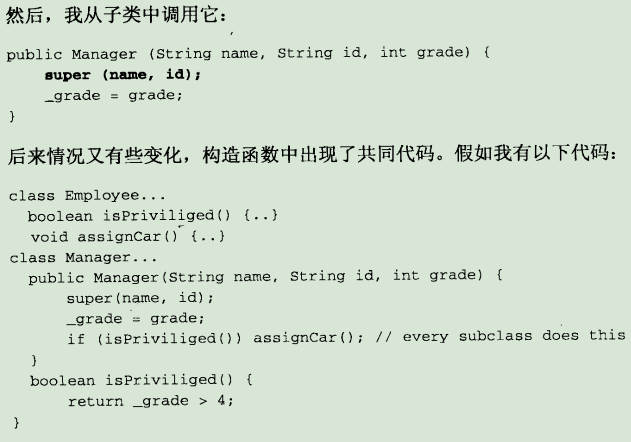 然后，我从子类中调用它：
public Manager (String name, String id, int grade) {
super (name, id);
_grade = grade;
}
后来情况又有些变化，构造函数中出现了共同代码。假如我有以下代码：
class Employee...
boolean isPriviliged() {..}
void assignCar() {..}
class Manager...
public Manager(String name, String id, int grade) {
super(name, id);
_grade = grade;
if (isPriviliged()) assignCar(); // every subclass does this
}
boolean isPriviliged() {
return _grade > 4;
}